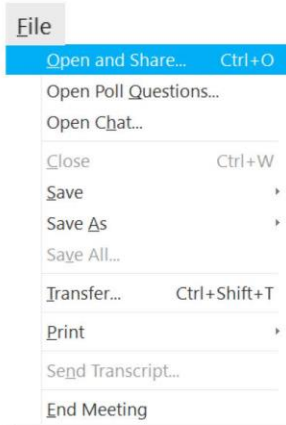 File
Open and Share... Ctrl+O
Open Poll Questions...
Open Chat...
Close Ctrl+W
Save
Save As
Save All...
Transfer... Ctrl+Shift+T
Print
Send Transcript...
End Meeting